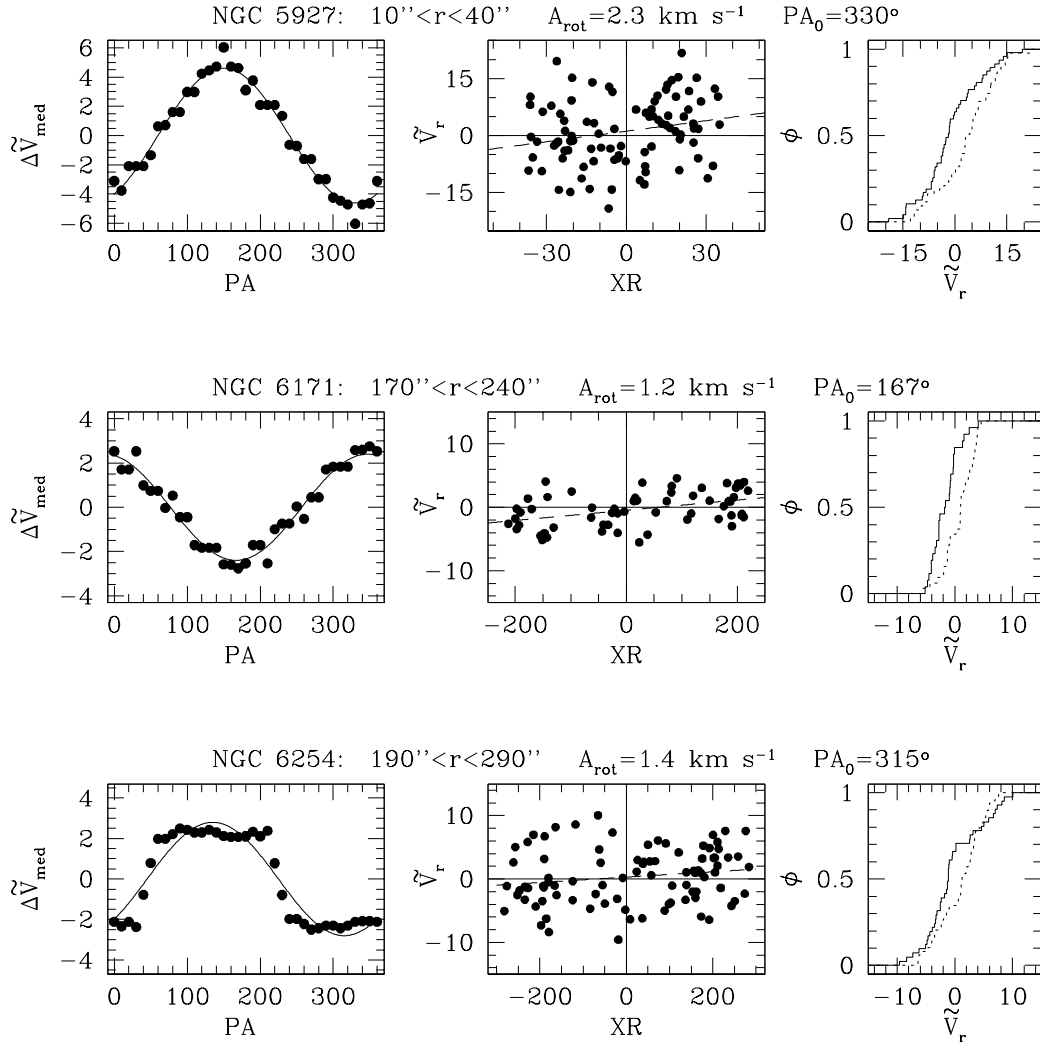 NGC 5927: 10''<r<40'' A_rot=2.3 km s⁻¹ PA₀=330°
6
4
2
0
−2
−4
−6
ΔṼ_med
0 100 200 300
PA
15
0
−15
Ṽ_r
−30 0 30
XR
1
0.5
0
ϕ
−15 0 15
Ṽ_r
NGC 6171: 170''<r<240'' A_rot=1.2 km s⁻¹ PA₀=167°
4
2
0
−2
−4
ΔṼ_med
0 100 200 300
PA
10
0
−10
Ṽ_r
−200 0 200
XR
1
0.5
0
ϕ
−10 0 10
Ṽ_r
NGC 6254: 190''<r<290'' A_rot=1.4 km s⁻¹ PA₀=315°
4
2
0
−2
−4
ΔṼ_med
0 100 200 300
PA
10
0
−10
Ṽ_r
−200 0 200
XR
1
0.5
0
ϕ
−10 0 10
Ṽ_r